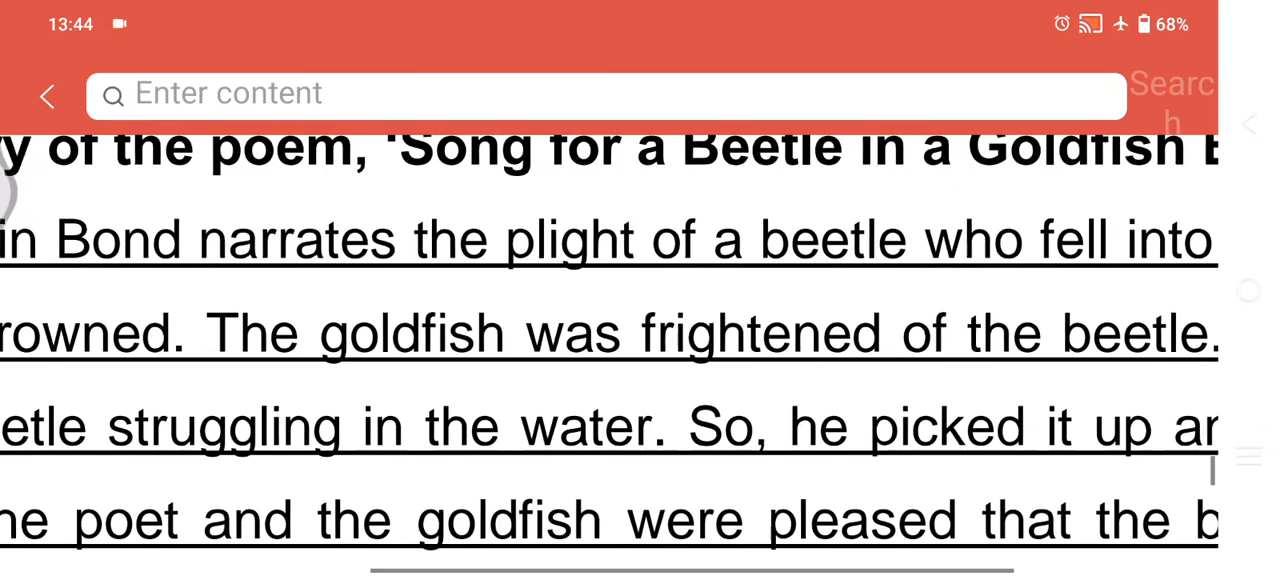 13:44 68%
Enter content Search
y of the poem, ‘Song for a Beetle in a Goldfish
in Bond narrates the plight of a beetle who fell into
rowned. The goldfish was frightened of the beetle.
etle struggling in the water. So, he picked it up ar
he poet and the goldfish were pleased that the b